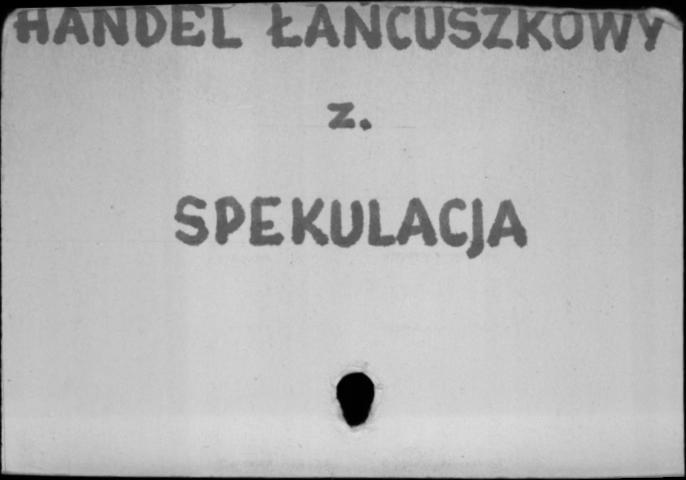 HANDEL ŁAŃCUSZKOWY
z.
SPEKULACJA